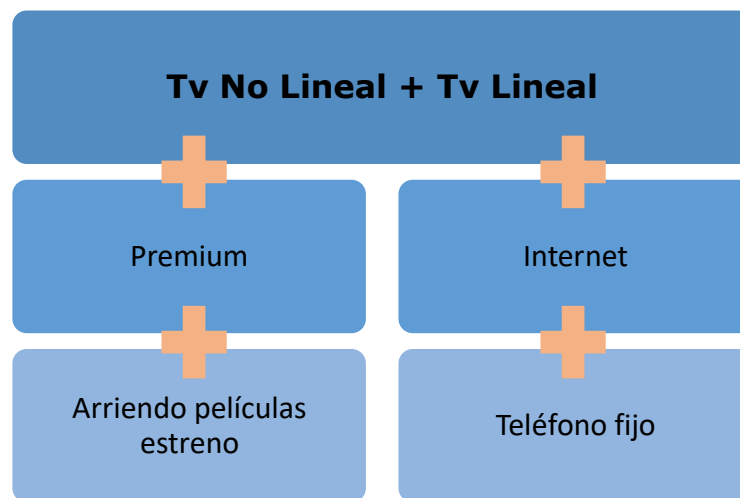 Tv No Lineal + Tv Lineal
Premium
Internet
Arriendo películas
estreno
Teléfono fijo